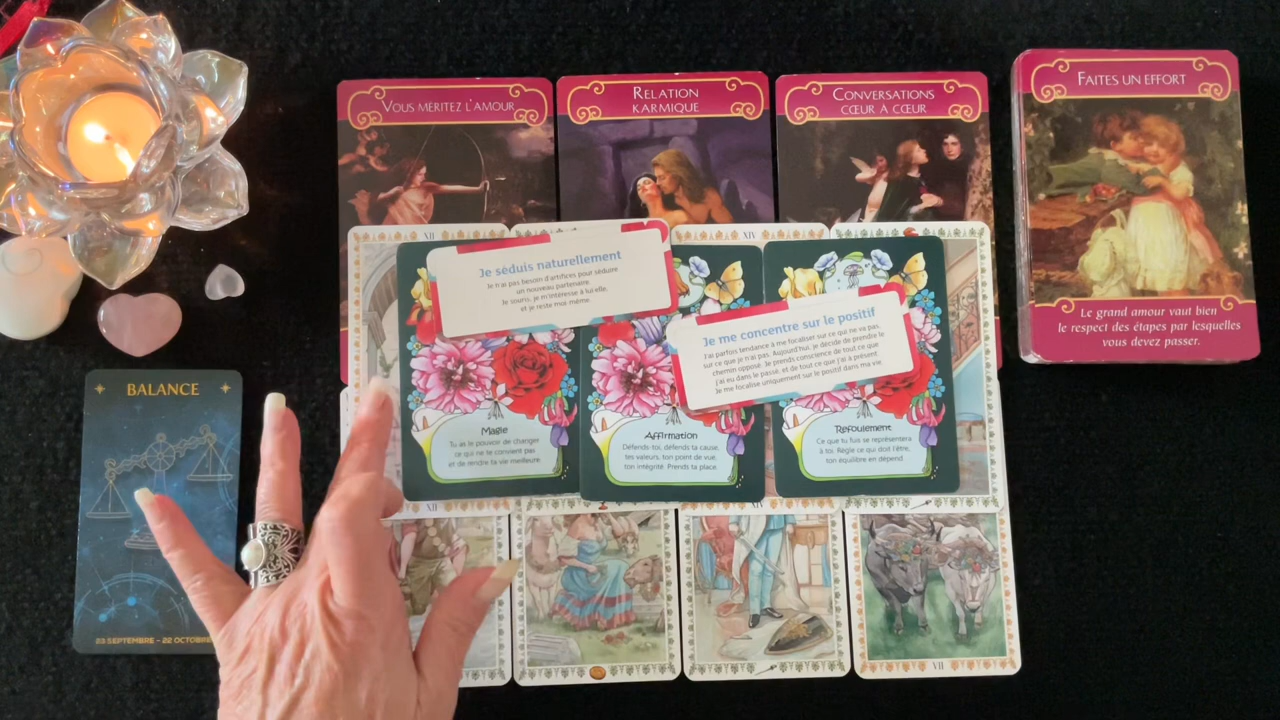 VOUS MÉRITEZ L'AMOUR
RELATION
KARMIQUE
CONVERSATIONS
CŒUR A CŒUR
FAITES UN EFFORT
Le grand amour vaut bien
le respect des étapes par lesquelles
vous devez passer.
XII
XIV
Je séduis naturellement
Je n'ai pas besoin d'artifices pour séduire
un nouveau partenaire.
Je souris, je m'intéresse à lui/elle,
et je reste moi-même.
Je me concentre sur le positif
J'ai parfois tendance à me focaliser sur ce qui ne va pas,
sur ce que je n'ai pas. Aujourd'hui, je décide de prendre le
chemin opposé. Je prends conscience de tout ce que
j'ai eu dans le passé, et de tout ce que j'ai à présent.
Je me focalise uniquement sur le positif dans ma vie.
Magie
Tu as le pouvoir de changer
ce qui ne te convient pas
et de rendre ta vie meilleure.
Affirmation
Défends-toi, défends ta cause,
tes valeurs, ton point de vue,
ton intégrité. Prends ta place.
Refoulement
Ce que tu fuis se représentera
à toi. Règle ce qui doit l'être,
ton équilibre en dépend.
BALANCE
23 SEPTEMBRE - 22 OCTOBRE
XII
XIV
VII